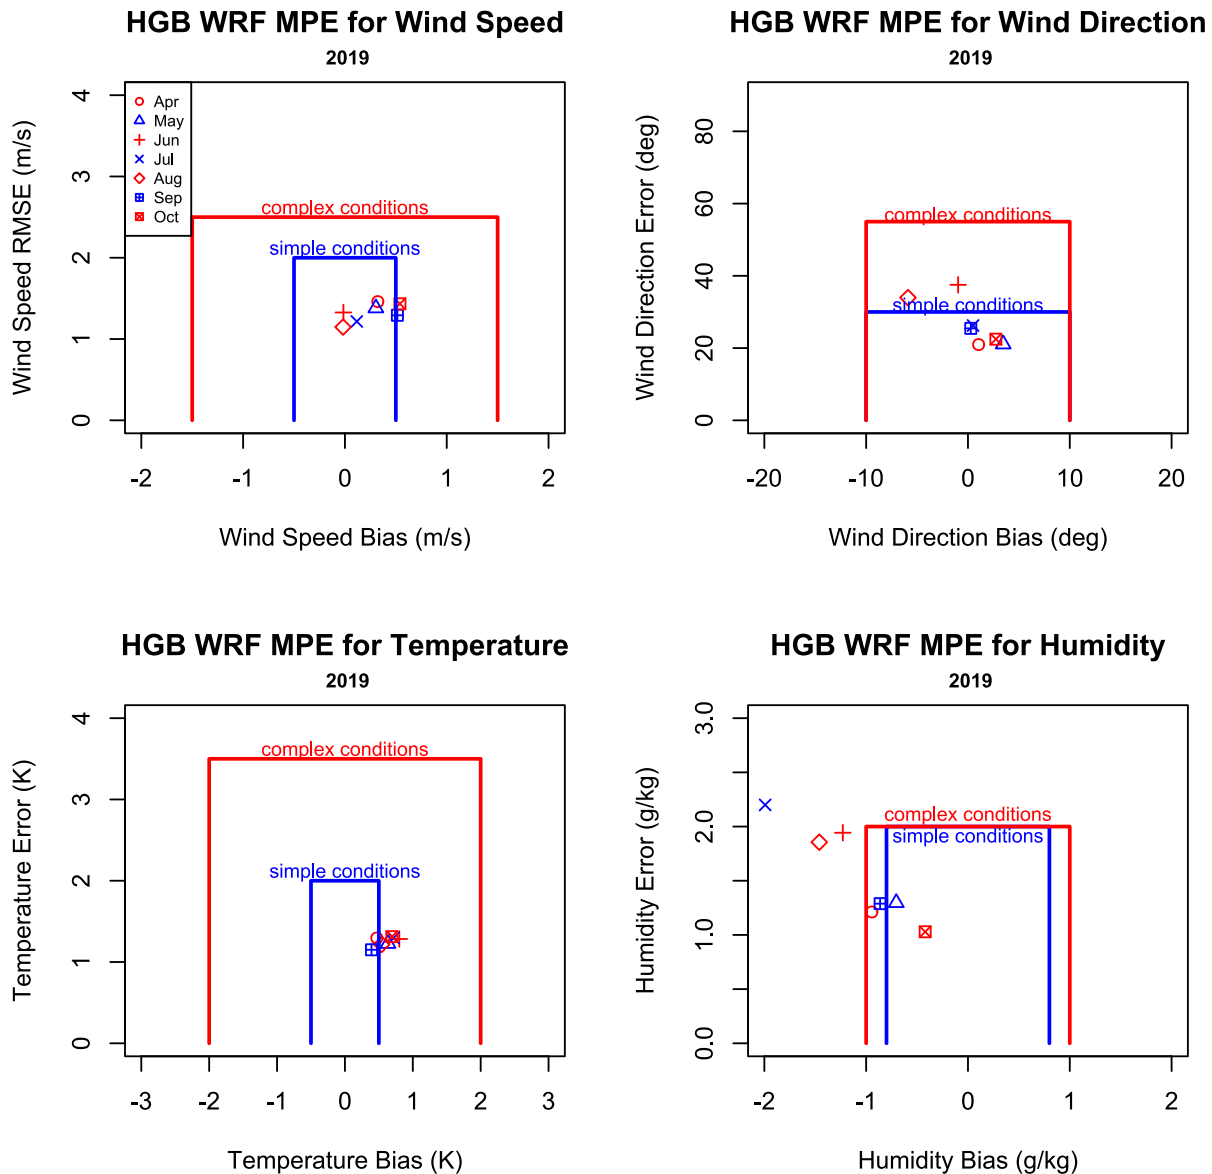 HGB WRF MPE for Wind Speed
2019
Wind Speed RMSE (m/s)
4
3
2
1
0
Apr
May
Jun
Jul
Aug
Sep
Oct
complex conditions
simple conditions
-2 -1 0 1 2
Wind Speed Bias (m/s)
HGB WRF MPE for Wind Direction
2019
Wind Direction Error (deg)
80
60
40
20
0
complex conditions
simple conditions
-20 -10 0 10 20
Wind Direction Bias (deg)
HGB WRF MPE for Temperature
2019
Temperature Error (K)
4
3
2
1
0
complex conditions
simple conditions
-3 -2 -1 0 1 2 3
Temperature Bias (K)
HGB WRF MPE for Humidity
2019
Humidity Error (g/kg)
3.0
2.0
1.0
0.0
complex conditions
simple conditions
-2 -1 0 1 2
Humidity Bias (g/kg)